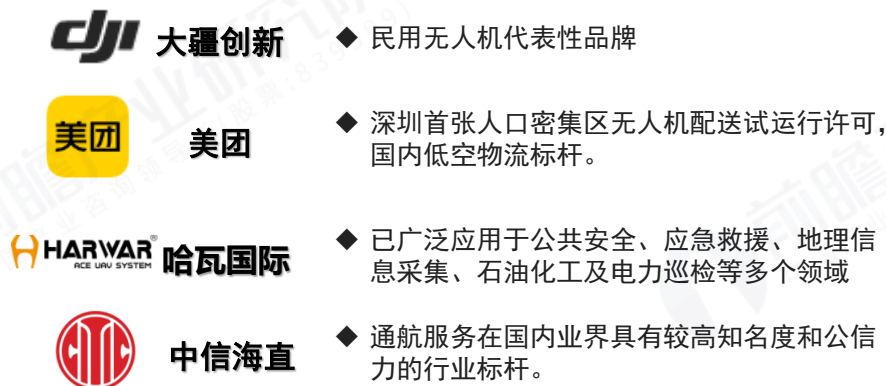 dji 大疆创新 ◆ 民用无人机代表性品牌
美团 美团 ◆ 深圳首张人口密集区无人机配送试运行许可,
国内低空物流标杆。
HARWAR® 哈瓦国际 ◆ 已广泛应用于公共安全、应急救援、地理信
ACE UAV SYSTEM 息采集、石油化工及电力巡检等多个领域
中信海直 ◆ 通航服务在国内业界具有较高知名度和公信
力的行业标杆。